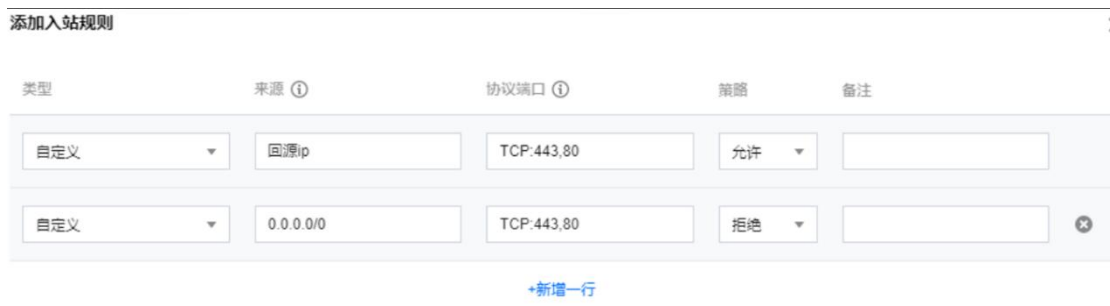 添加入站规则
类型 来源 协议端口 策略 备注
自定义 回源ip TCP:443,80 允许
自定义 0.0.0.0/0 TCP:443,80 拒绝
+新增一行